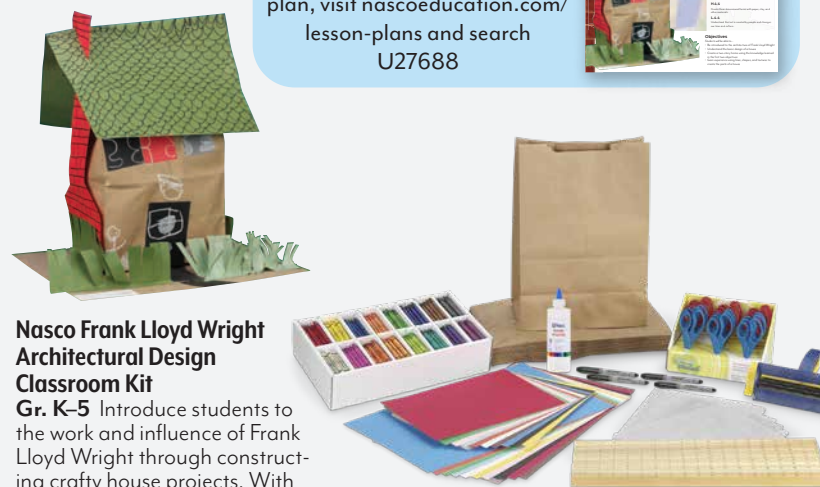 plan, visit nascoeducation.com/
lesson-plans and search
U27688
Objectives
Nasco Frank Lloyd Wright
Architectural Design
Classroom Kit
Gr. K–5 Introduce students to
the work and influence of Frank
Lloyd Wright through construct-
ing crafty house projects. With